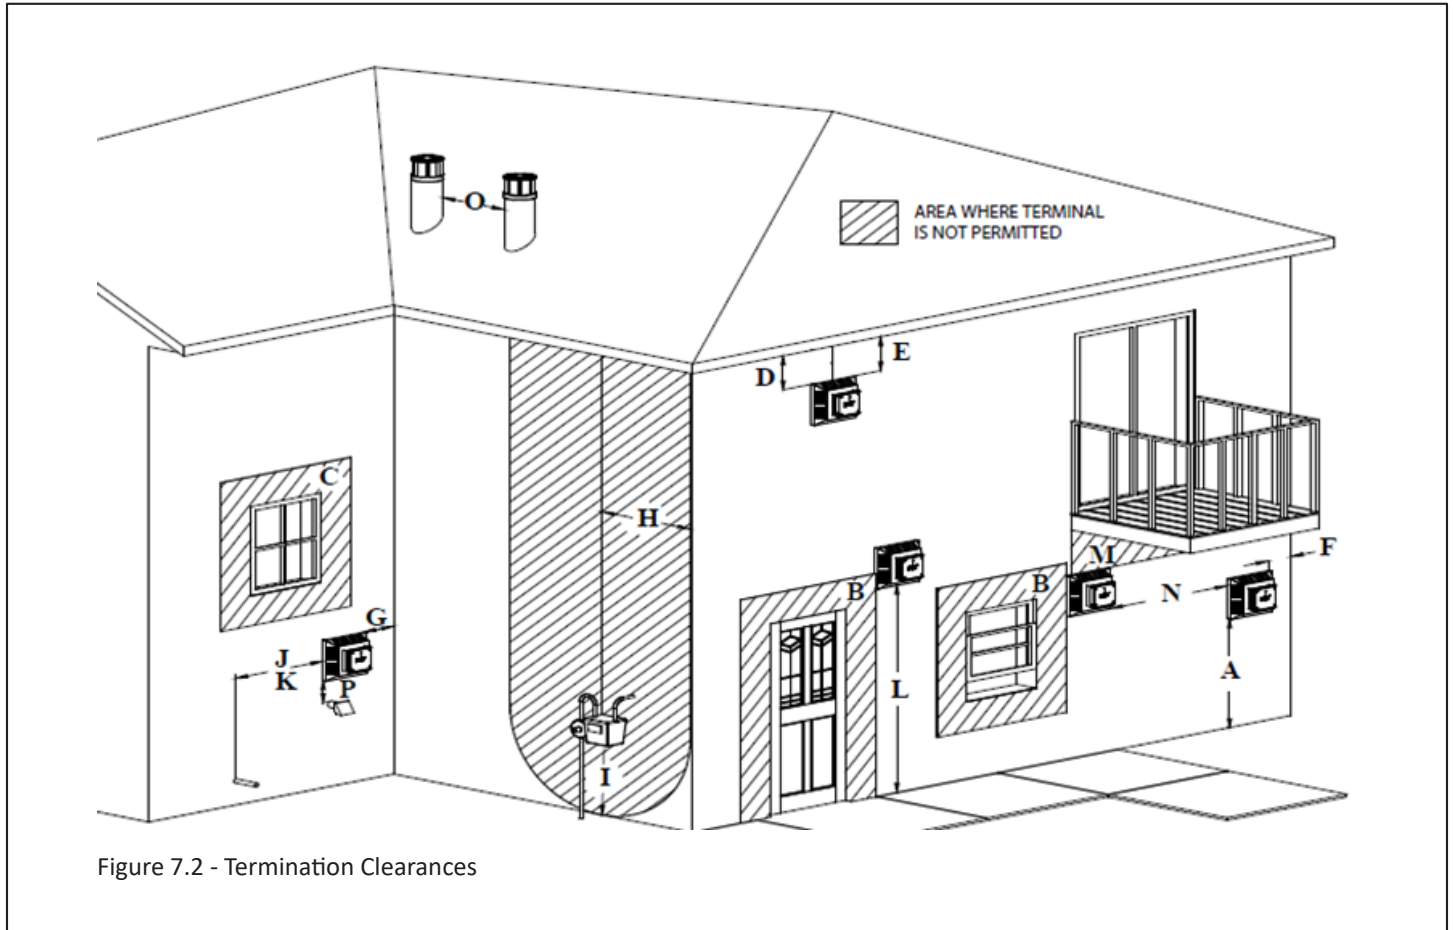 O
AREA WHERE TERMINAL
IS NOT PERMITTED
E
D
C
H
F
M
B
B
N
G
J
K
P
L
A
I
Figure 7.2 - Termination Clearances